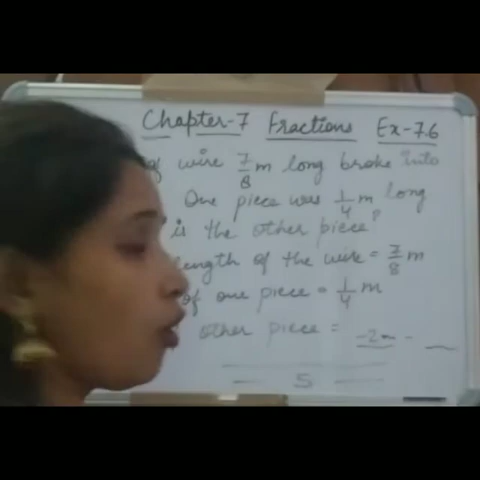 Chapter-7 Fractions Ex-7.6
of wire 7/8 m long broke into
One piece was 1/4 m long
is the other piece?
length of the wire = 7/8 m
of one piece = 1/4 m
other piece =